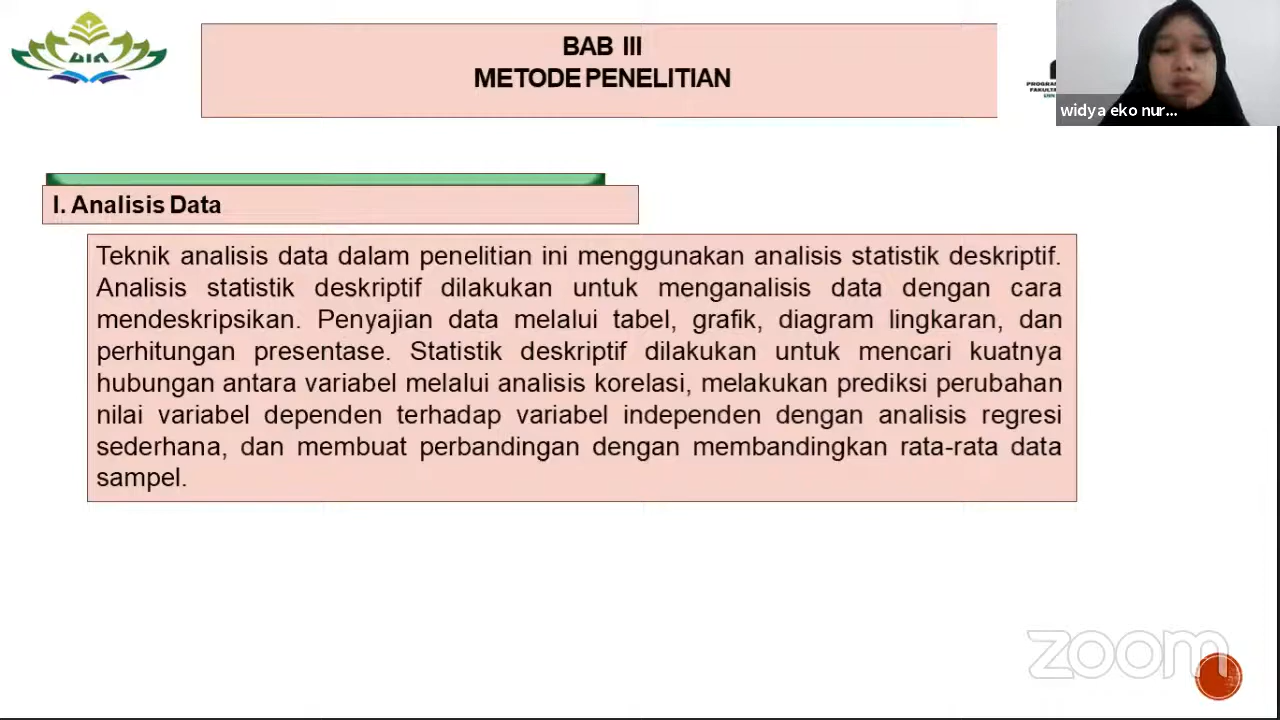 BAB III
METODE PENELITIAN
widya eko nur...
I. Analisis Data
Teknik analisis data dalam penelitian ini menggunakan analisis statistik deskriptif.
Analisis statistik deskriptif dilakukan untuk menganalisis data dengan cara
mendeskripsikan. Penyajian data melalui tabel, grafik, diagram lingkaran, dan
perhitungan presentase. Statistik deskriptif dilakukan untuk mencari kuatnya
hubungan antara variabel melalui analisis korelasi, melakukan prediksi perubahan
nilai variabel dependen terhadap variabel independen dengan analisis regresi
sederhana, dan membuat perbandingan dengan membandingkan rata-rata data
sampel.
zoom